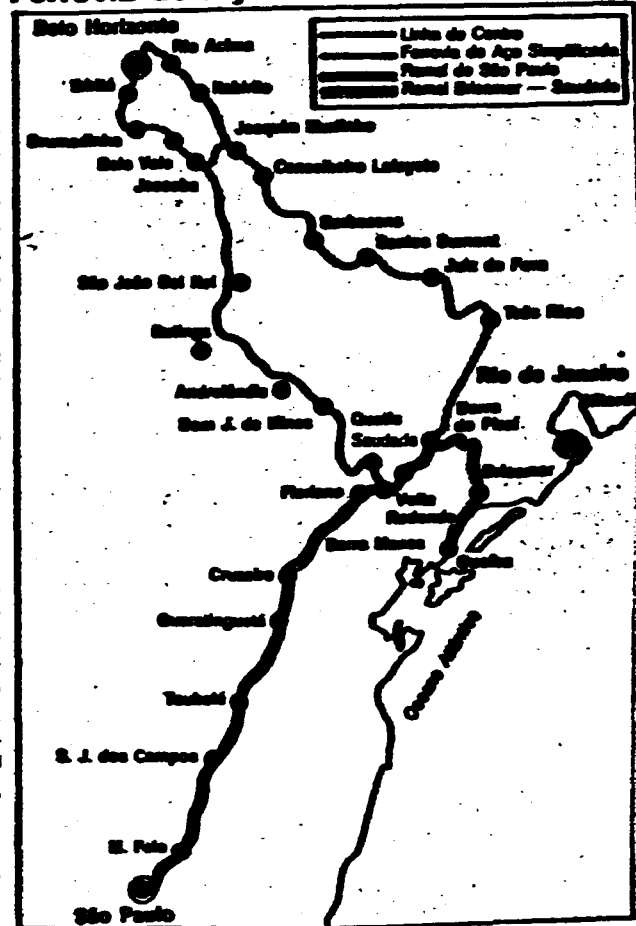 Belo Horizonte
Linha do Centro
Ferrovia do Aço Simplificada
Ramal de São Paulo
Ramal Brisamar — Saudade
Rio Acima
Ibirité
Itabirito
Brumadinho
Joaquim Murtinho
Belo Vale
Jeceaba
Conselheiro Lafayete
Barbacena
Santos Dumont
Juiz de Fora
São João Del Rei
Três Rios
Itutinga
Rio de Janeiro
Andrelândia
Barra
do Piraí
Bom J. de Minas
Saudade
Brisamar
Floriano
Volta
Redonda
Barra Mansa
Cruzeiro
Guaratinguetá
Oceano Atlântico
Taubaté
S. J. dos Campos
São Paulo